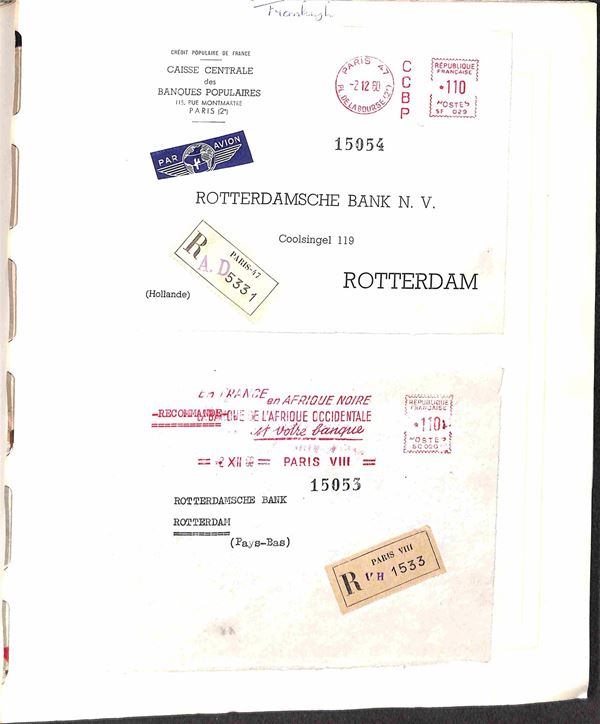 Frankrijk
CRÉDIT POPULAIRE DE FRANCE
CAISSE CENTRALE
des
BANQUES POPULAIRES
115, RUE MONTMARTRE
PARIS (2e)
PARIS 47
-2 12 60
PL. DE LA BOURSE (2e)
C
C
B
P
RÉPUBLIQUE
FRANÇAISE
*110
POSTES
SF 029
15054
PAR AVION
ROTTERDAMSCHE BANK N. V.
Coolsingel 119
ROTTERDAM
(Hollande)
R
PARIS-47
A. D
5331
en FRANCE
en AFRIQUE NOIRE
-RECOMMANDE-
DE L'AFRIQUE OCCIDENTALE
est votre banque
2 XII 60 PARIS VIII
RÉPUBLIQUE
FRANÇAISE
*110
POSTES
15053
ROTTERDAMSCHE BANK
ROTTERDAM
(Pays-Bas)
PARIS VIII
R VH 1533